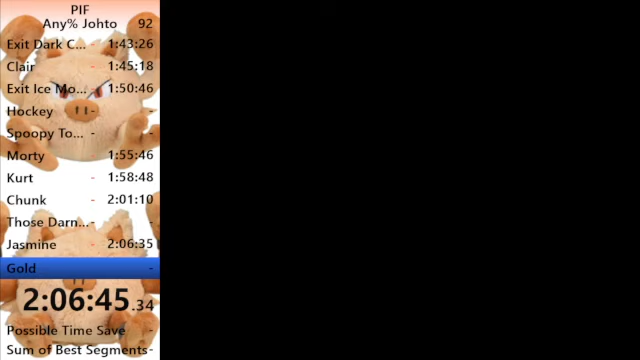 PIF
Any% Johto 92
Exit Dark C... - 1:43:26
Clair - 1:45:18
Exit Ice Mo... - 1:50:46
Hockey - -
Spoopy To... - -
Morty - 1:55:46
Kurt - 1:58:48
Chunk - 2:01:10
Those Darn... - -
Jasmine - 2:06:35
Gold -
2:06:45.34
Possible Time Save -
Sum of Best Segments -